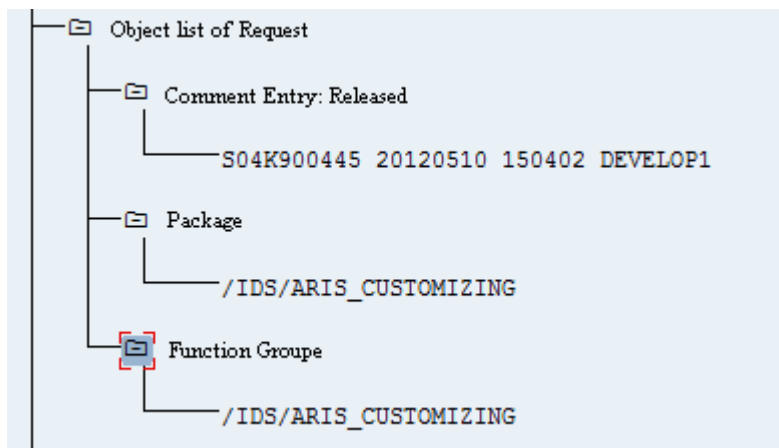 Object list of Request
Comment Entry: Released
S04K900445 20120510 150402 DEVELOP1
Package
/IDS/ARIS_CUSTOMIZING
Function Groupe
/IDS/ARIS_CUSTOMIZING